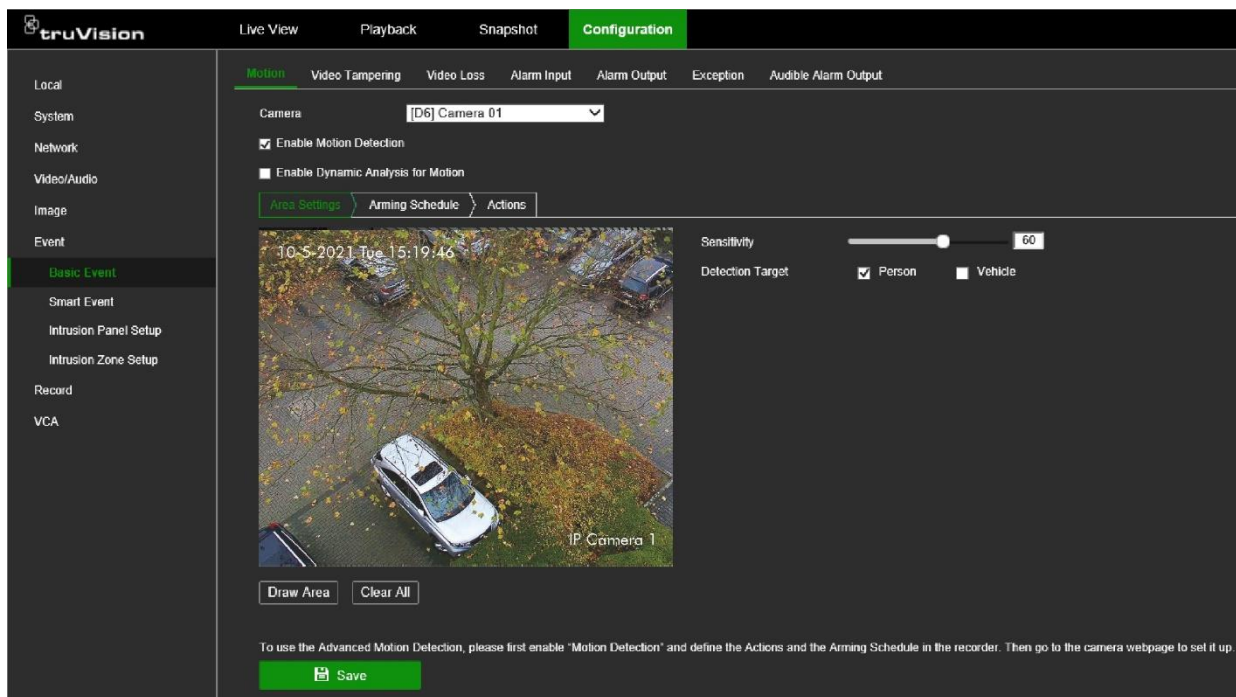 truVision
Live View Playback Snapshot Configuration
Motion Video Tampering Video Loss Alarm Input Alarm Output Exception Audible Alarm Output
Local
System
Network
Video/Audio
Image
Event
Basic Event
Smart Event
Intrusion Panel Setup
Intrusion Zone Setup
Record
VCA
Camera [D6] Camera 01
Enable Motion Detection
Enable Dynamic Analysis for Motion
Area Settings Arming Schedule Actions
10-5-2021 Tue 15:19:46
IP Camera 1
Sensitivity 60
Detection Target Person Vehicle
Draw Area Clear All
To use the Advanced Motion Detection, please first enable "Motion Detection" and define the Actions and the Arming Schedule in the recorder. Then go to the camera webpage to set it up.
Save